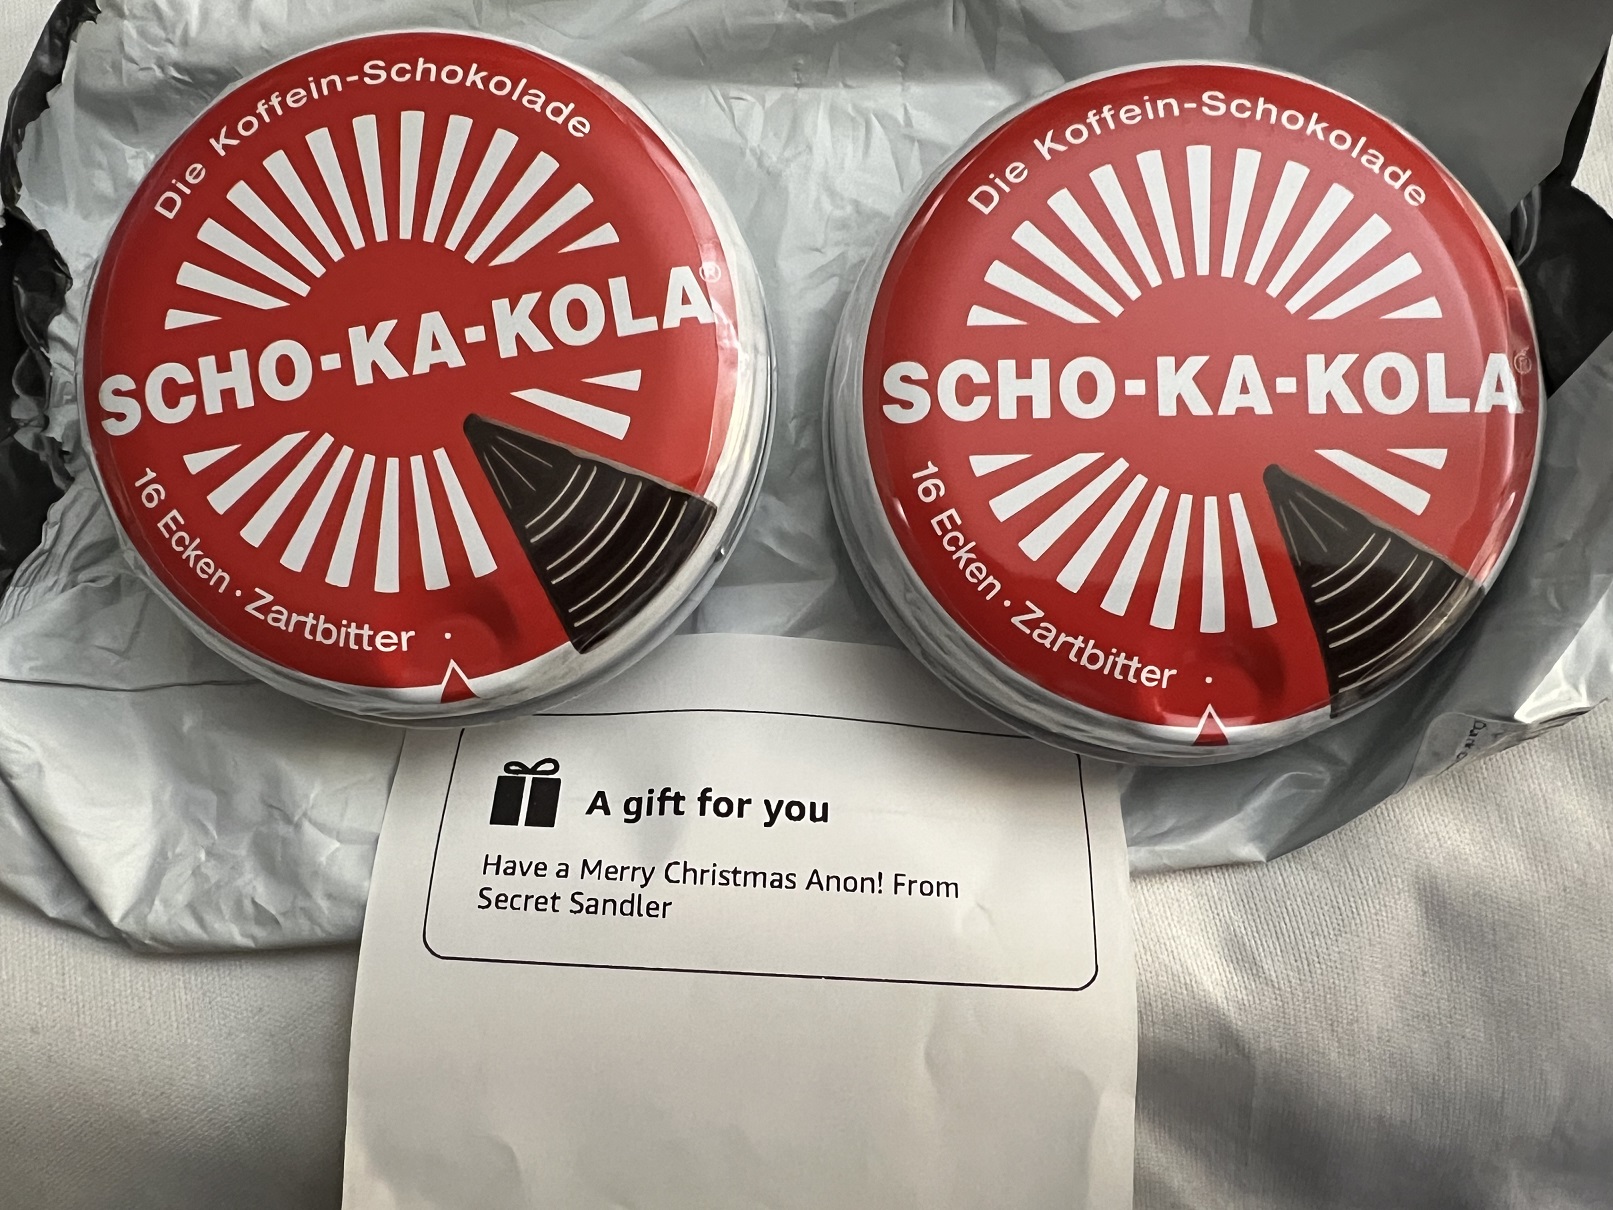 Die Koffein-Schokolade
SCHO-KA-KOLA®
16 Ecken · Zartbitter ·
Die Koffein-Schokolade
SCHO-KA-KOLA®
16 Ecken · Zartbitter ·
A gift for you
Have a Merry Christmas Anon! From
Secret Sandler